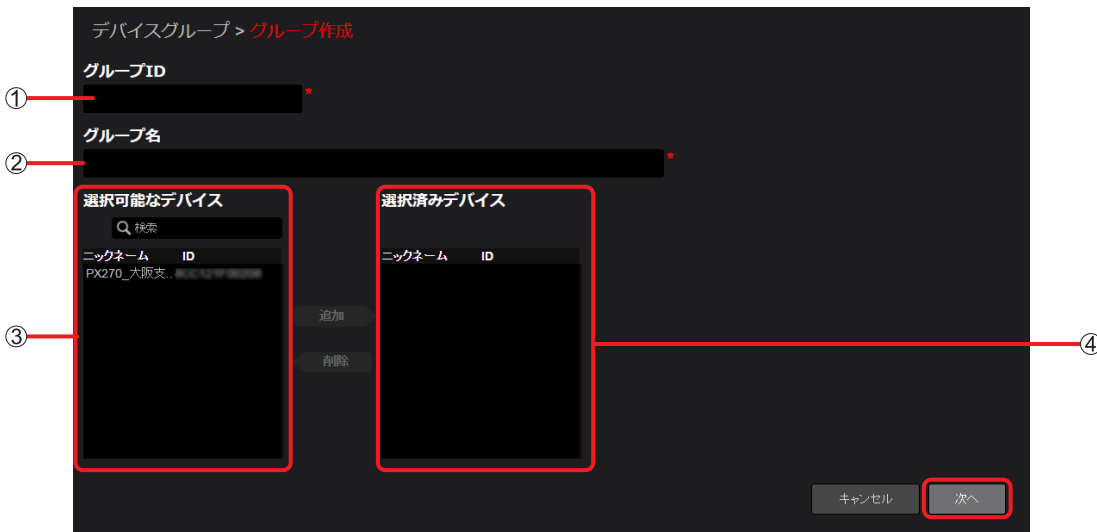 デバイスグループ > グループ作成
グループID
①
*
グループ名
②
*
選択可能なデバイス
選択済みデバイス
検索
ニックネーム ID
ニックネーム ID
PX270_大阪支..
追加
③
④
削除
キャンセル
次へ